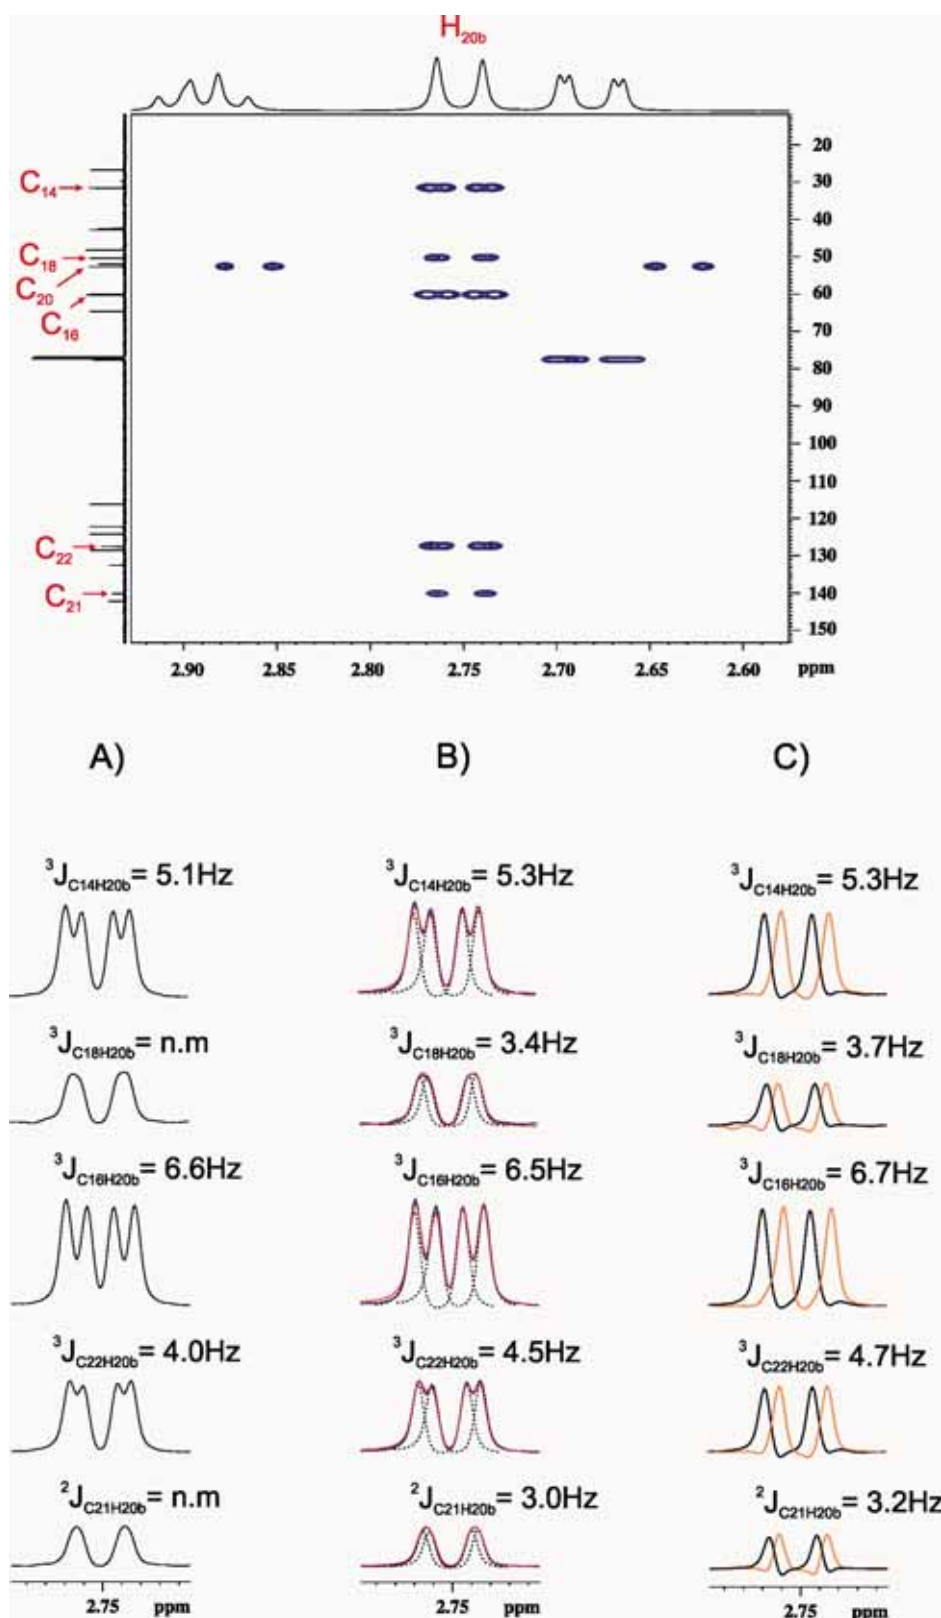 H20b
20
C14
30
40
50
C18
60
C20
C16
70
80
90
100
110
120
130
C22
140
C21
150
2.90 2.85 2.80 2.75 2.70 2.65 2.60 ppm
A) B) C)
3JC14H20b= 5.1Hz 3JC14H20b= 5.3Hz 3JC14H20b= 5.3Hz
3JC18H20b= n.m 3JC18H20b= 3.4Hz 3JC18H20b= 3.7Hz
3JC16H20b= 6.6Hz 3JC16H20b= 6.5Hz 3JC16H20b= 6.7Hz
3JC22H20b= 4.0Hz 3JC22H20b= 4.5Hz 3JC22H20b= 4.7Hz
2JC21H20b= n.m 2JC21H20b= 3.0Hz 2JC21H20b= 3.2Hz
2.75 ppm 2.75 ppm 2.75 ppm